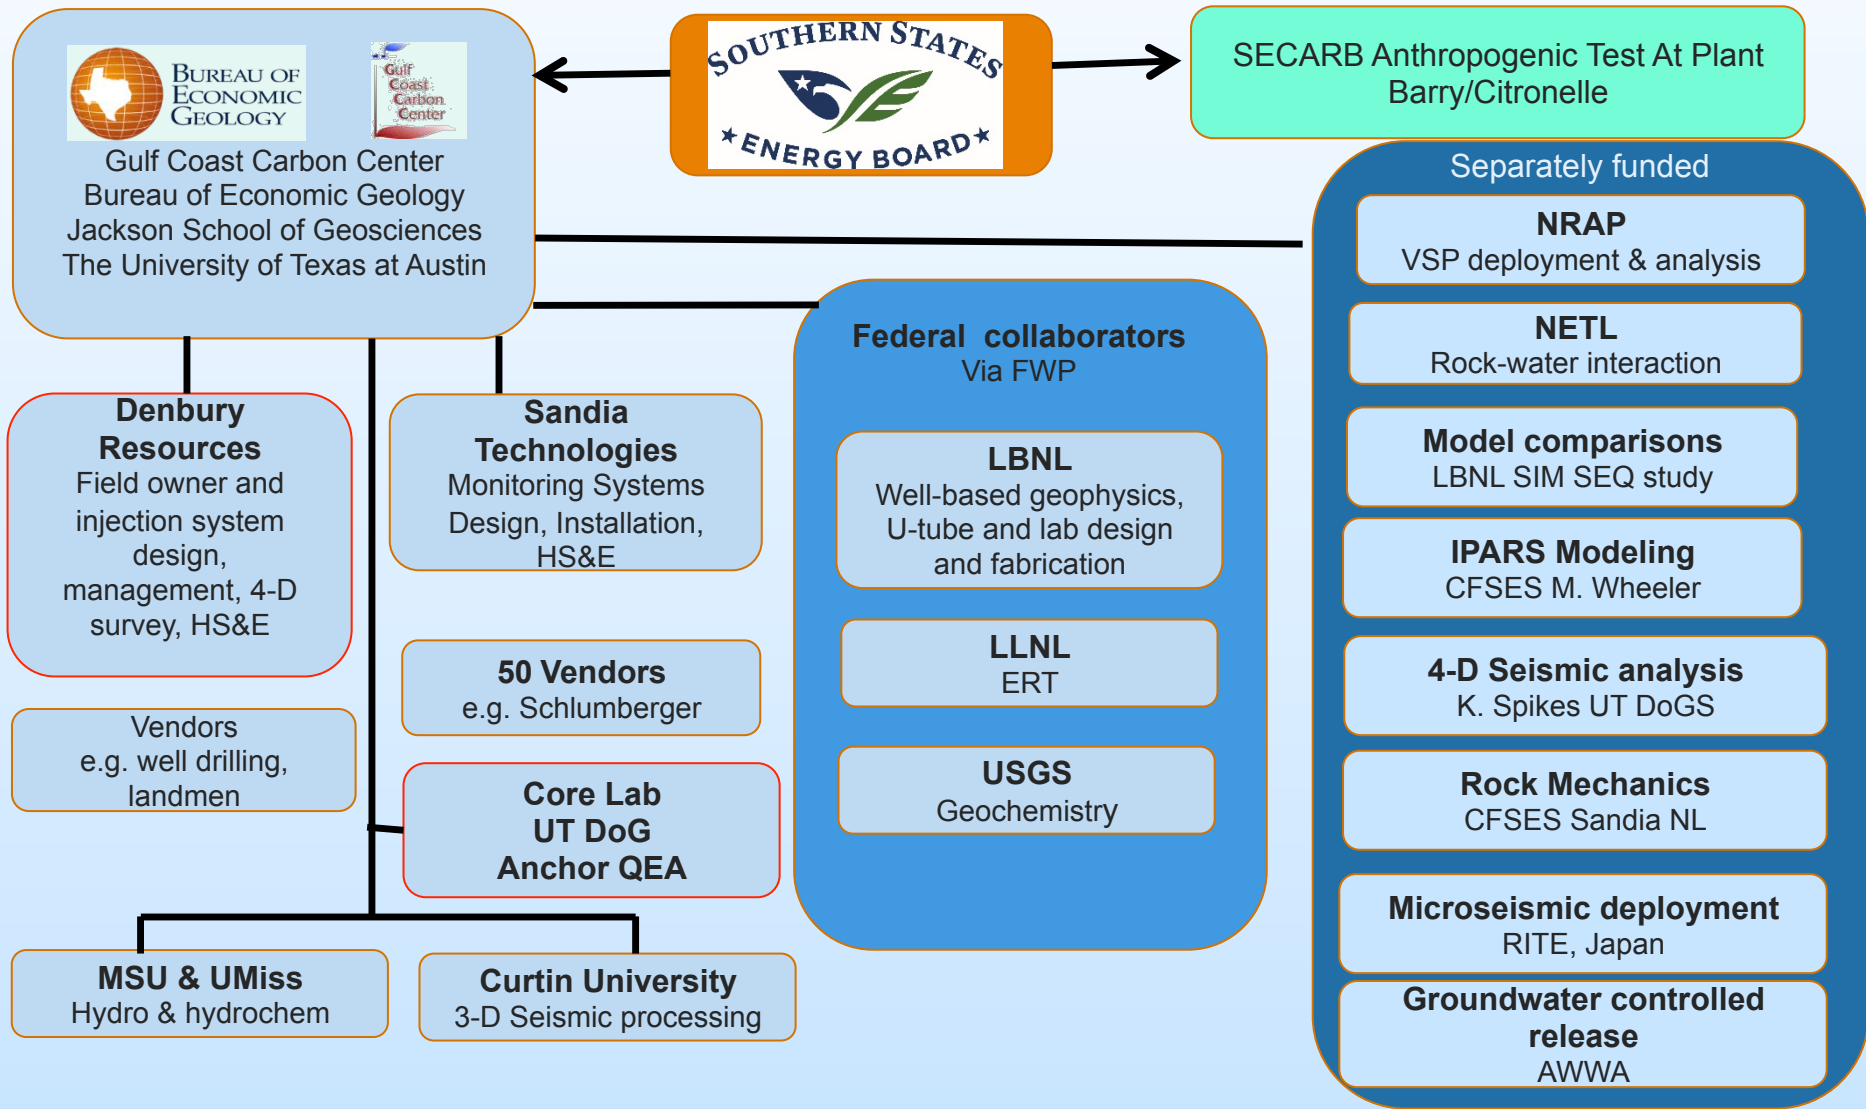 BUREAU OF
ECONOMIC
GEOLOGY
Gulf
Coast
Carbon
Center
Gulf Coast Carbon Center
Bureau of Economic Geology
Jackson School of Geosciences
The University of Texas at Austin
SOUTHERN STATES
ENERGY BOARD
SECARB Anthropogenic Test At Plant
Barry/Citronelle
Denbury
Resources
Field owner and
injection system
design,
management, 4-D
survey, HS&E
Vendors
e.g. well drilling,
landmen
Sandia
Technologies
Monitoring Systems
Design, Installation,
HS&E
50 Vendors
e.g. Schlumberger
Core Lab
UT DoG
Anchor QEA
MSU & UMiss
Hydro & hydrochem
Curtin University
3-D Seismic processing
Federal collaborators
Via FWP
LBNL
Well-based geophysics,
U-tube and lab design
and fabrication
LLNL
ERT
USGS
Geochemistry
Separately funded
NRAP
VSP deployment & analysis
NETL
Rock-water interaction
Model comparisons
LBNL SIM SEQ study
IPARS Modeling
CFSES M. Wheeler
4-D Seismic analysis
K. Spikes UT DoGS
Rock Mechanics
CFSES Sandia NL
Microseismic deployment
RITE, Japan
Groundwater controlled
release
AWWA